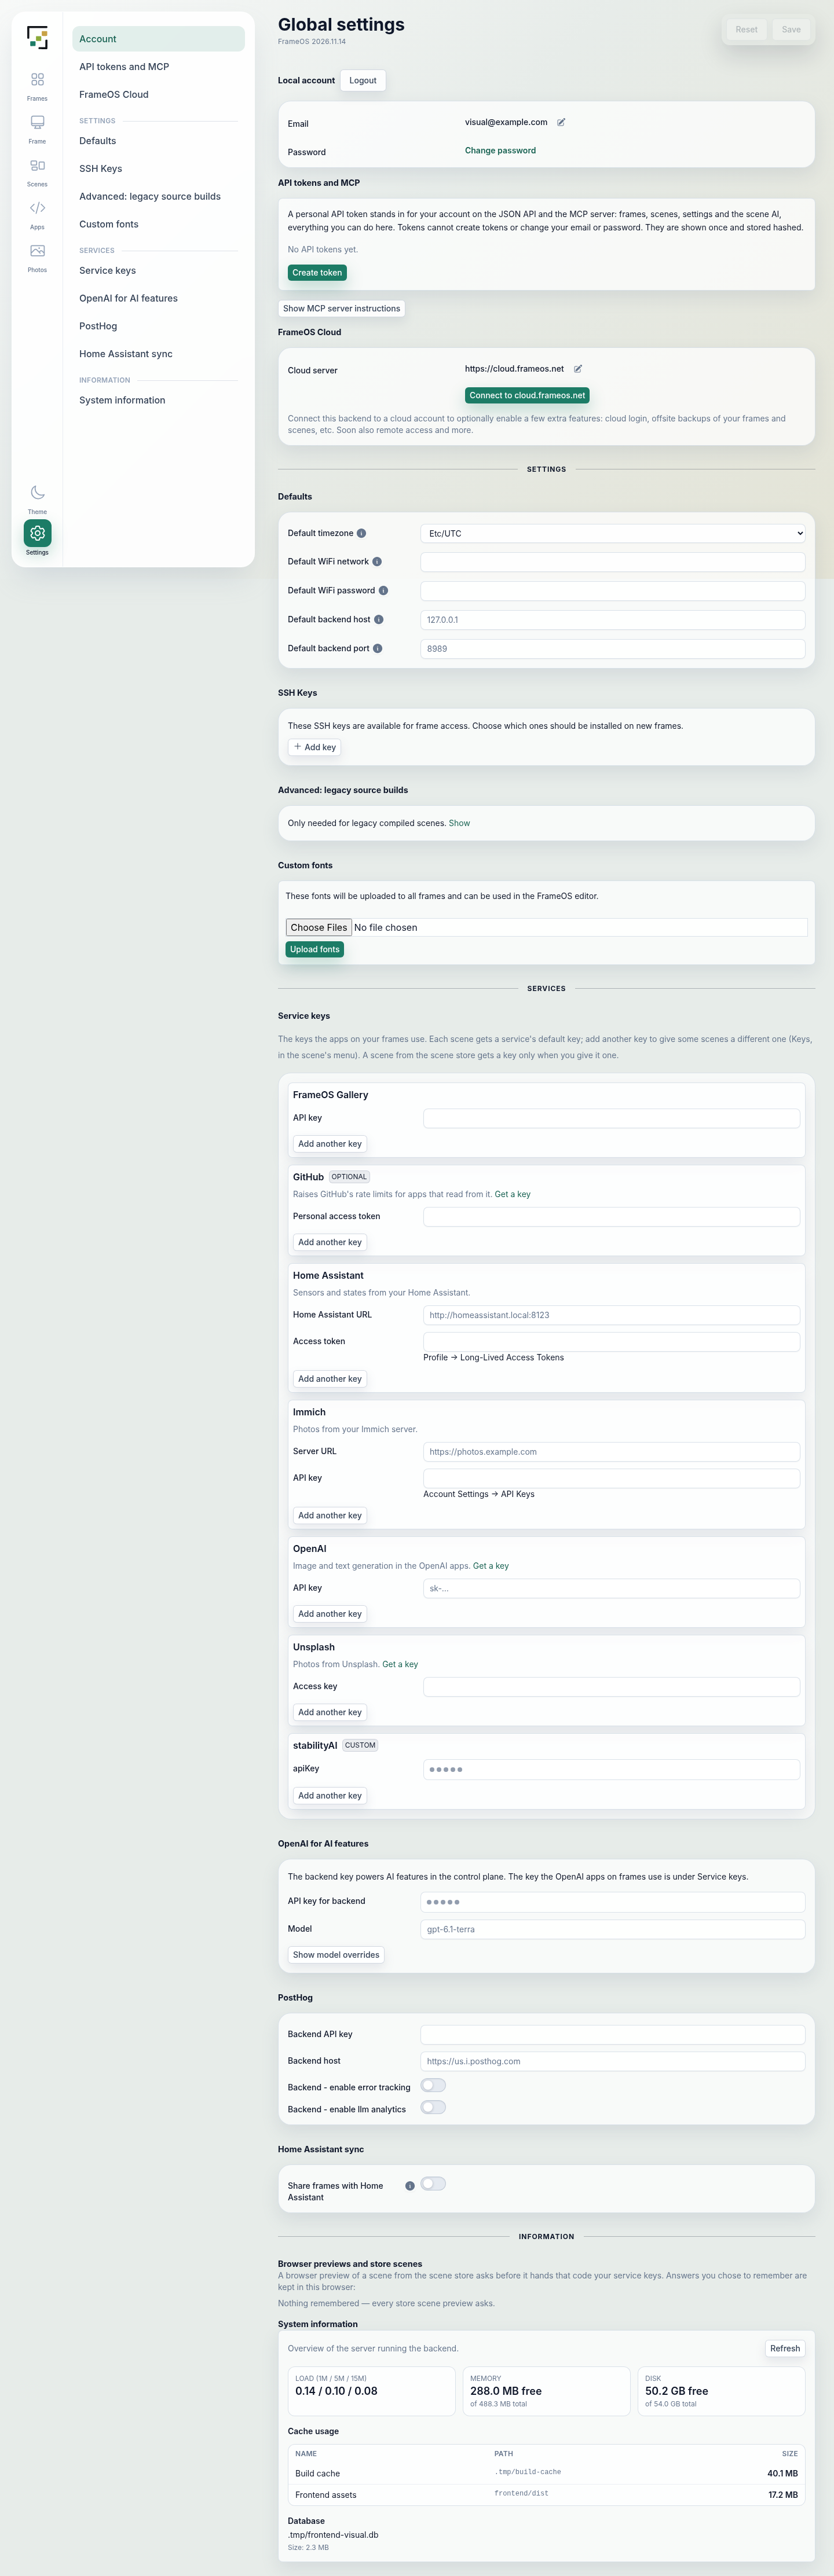 Frames
Frame
Scenes
Apps
Photos
Theme
Settings
Account
API tokens and MCP
FrameOS Cloud
SETTINGS
Defaults
SSH Keys
Advanced: legacy source builds
Custom fonts
SERVICES
Service keys
OpenAI for AI features
PostHog
Home Assistant sync
INFORMATION
System information
Global settings
FrameOS 2026.11.14
Reset
Save
Local account
Logout
Email
visual@example.com
Password
Change password
API tokens and MCP
A personal API token stands in for your account on the JSON API and the MCP server: frames, scenes, settings and the scene AI,
everything you can do here. Tokens cannot create tokens or change your email or password. They are shown once and stored hashed.
No API tokens yet.
Create token
Show MCP server instructions
FrameOS Cloud
Cloud server
https://cloud.frameos.net
Connect to cloud.frameos.net
Connect this backend to a cloud account to optionally enable a few extra features: cloud login, offsite backups of your frames and
scenes, etc. Soon also remote access and more.
SETTINGS
Defaults
Default timezone
Etc/UTC
Default WiFi network
Default WiFi password
Default backend host
127.0.0.1
Default backend port
8989
SSH Keys
These SSH keys are available for frame access. Choose which ones should be installed on new frames.
Add key
Advanced: legacy source builds
Only needed for legacy compiled scenes. Show
Custom fonts
These fonts will be uploaded to all frames and can be used in the FrameOS editor.
Choose Files No file chosen
Upload fonts
SERVICES
Service keys
The keys the apps on your frames use. Each scene gets a service's default key; add another key to give some scenes a different one (Keys,
in the scene's menu). A scene from the scene store gets a key only when you give it one.
FrameOS Gallery
API key
Add another key
GitHub OPTIONAL
Raises GitHub's rate limits for apps that read from it. Get a key
Personal access token
Add another key
Home Assistant
Sensors and states from your Home Assistant.
Home Assistant URL
http://homeassistant.local:8123
Access token
Profile → Long-Lived Access Tokens
Add another key
Immich
Photos from your Immich server.
Server URL
https://photos.example.com
API key
Account Settings → API Keys
Add another key
OpenAI
Image and text generation in the OpenAI apps. Get a key
API key
sk-...
Add another key
Unsplash
Photos from Unsplash. Get a key
Access key
Add another key
stabilityAI CUSTOM
apiKey
Add another key
OpenAI for AI features
The backend key powers AI features in the control plane. The key the OpenAI apps on frames use is under Service keys.
API key for backend
Model
gpt-6.1-terra
Show model overrides
PostHog
Backend API key
Backend host
https://us.i.posthog.com
Backend - enable error tracking
Backend - enable llm analytics
Home Assistant sync
Share frames with Home
Assistant
INFORMATION
Browser previews and store scenes
A browser preview of a scene from the scene store asks before it hands that code your service keys. Answers you chose to remember are
kept in this browser:
Nothing remembered — every store scene preview asks.
System information
Overview of the server running the backend.
Refresh
LOAD (1M / 5M / 15M)
0.14 / 0.10 / 0.08
MEMORY
288.0 MB free
of 488.3 MB total
DISK
50.2 GB free
of 54.0 GB total
Cache usage
NAME PATH SIZE
Build cache .tmp/build-cache 40.1 MB
Frontend assets frontend/dist 17.2 MB
Database
.tmp/frontend-visual.db
Size: 2.3 MB